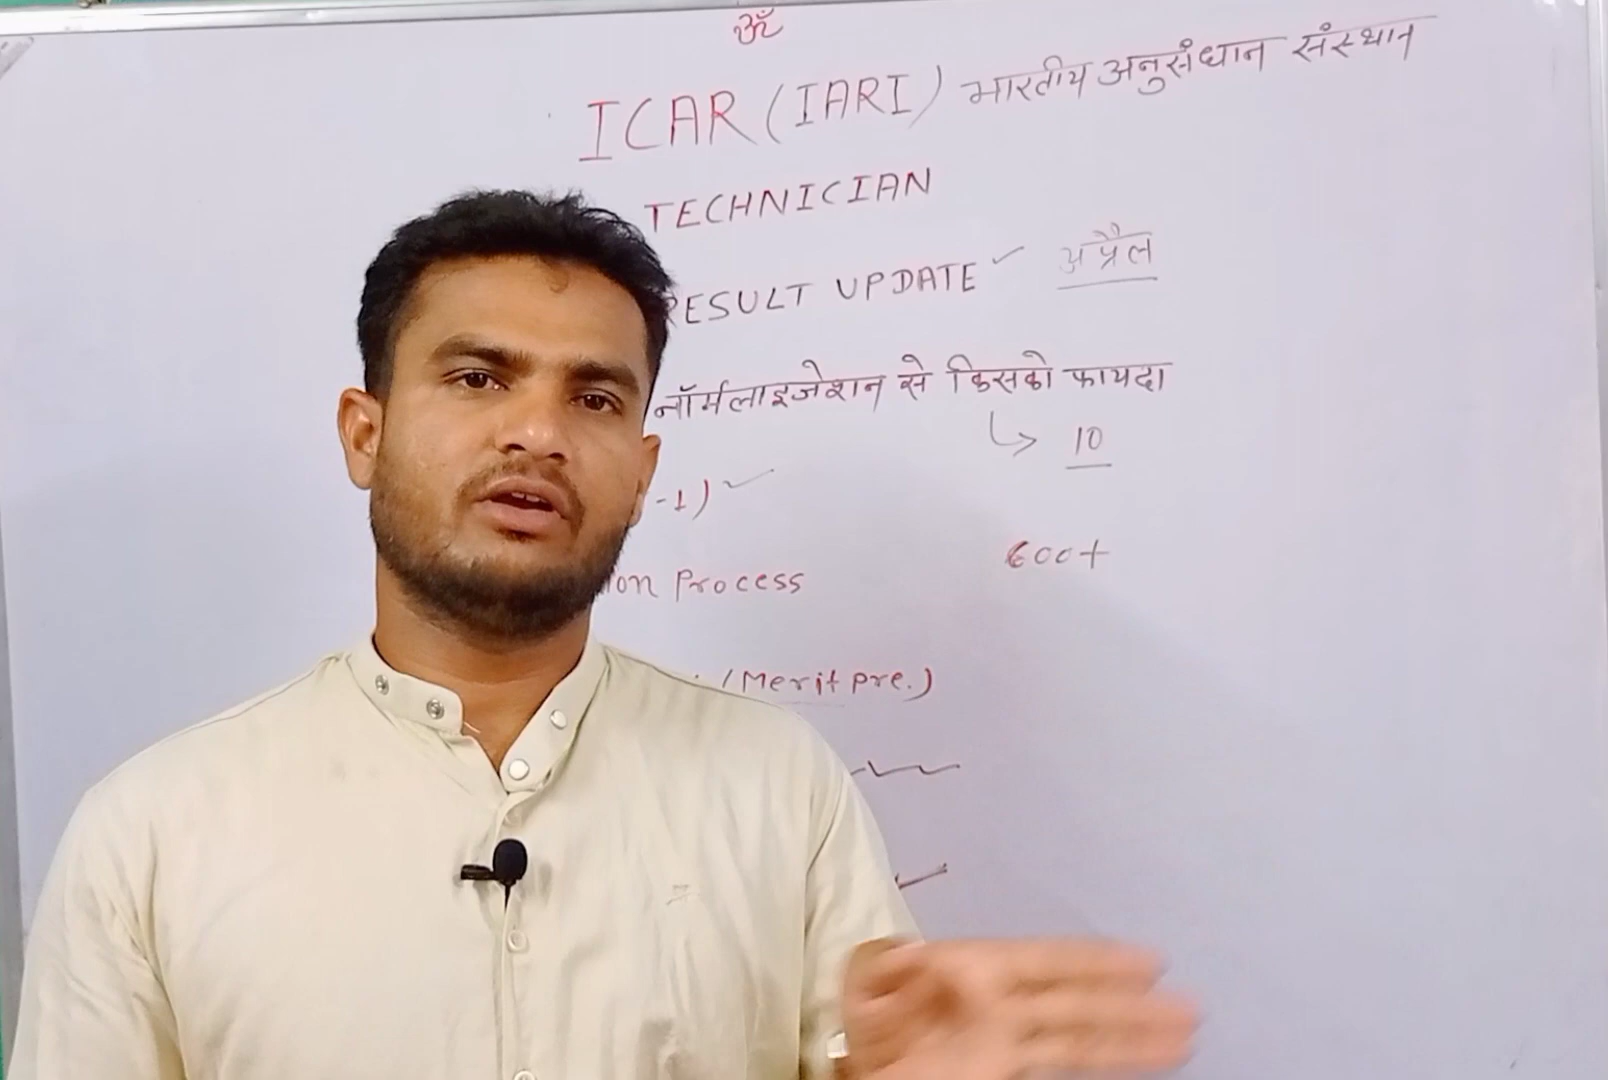 ॐ
ICAR (IARI) भारतीय अनुसंधान संस्थान
TECHNICIAN
RESULT UPDATE ✓ अप्रैल
नॉर्मलाइजेशन से किसको फायदा
↳ 10
-1) ✓
600+
ion Process
(Merit pre.)